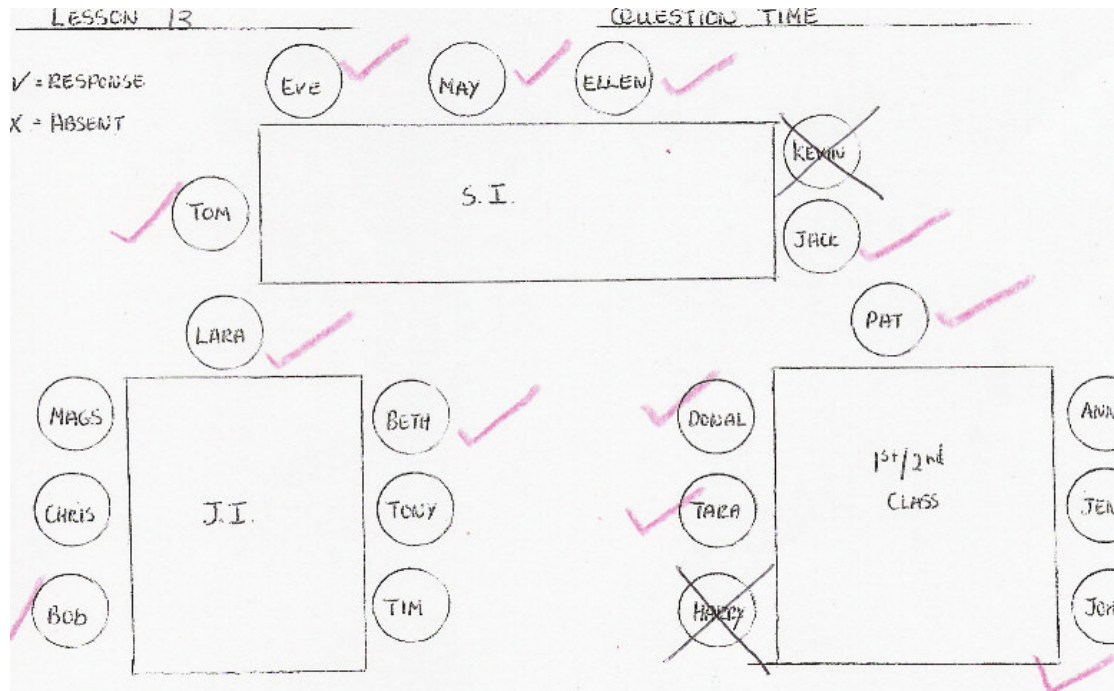 LESSON 13
QUESTION TIME
✓ = RESPONSE
X = ABSENT
EVE
MAY
ELLEN
KEVIN
TOM
S. I.
JACK
LARA
PAT
MAGS
BETH
DONAL
1st/2nd
CLASS
CHRIS
J.I.
TONY
TARA
BOB
TIM
HARRY